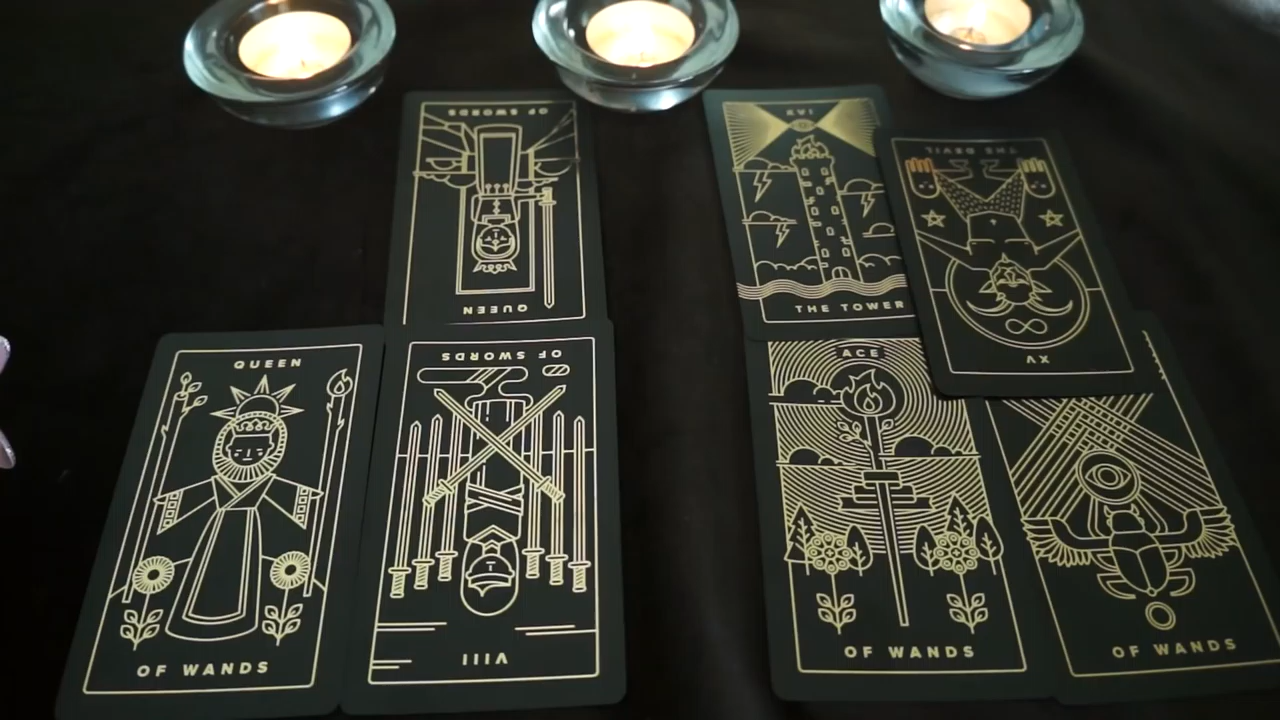 OF SWORDS
QUEEN
XVI
THE TOWER
THE DEVIL
XV
QUEEN
OF WANDS
OF SWORDS
VIII
ACE
OF WANDS
OF WANDS